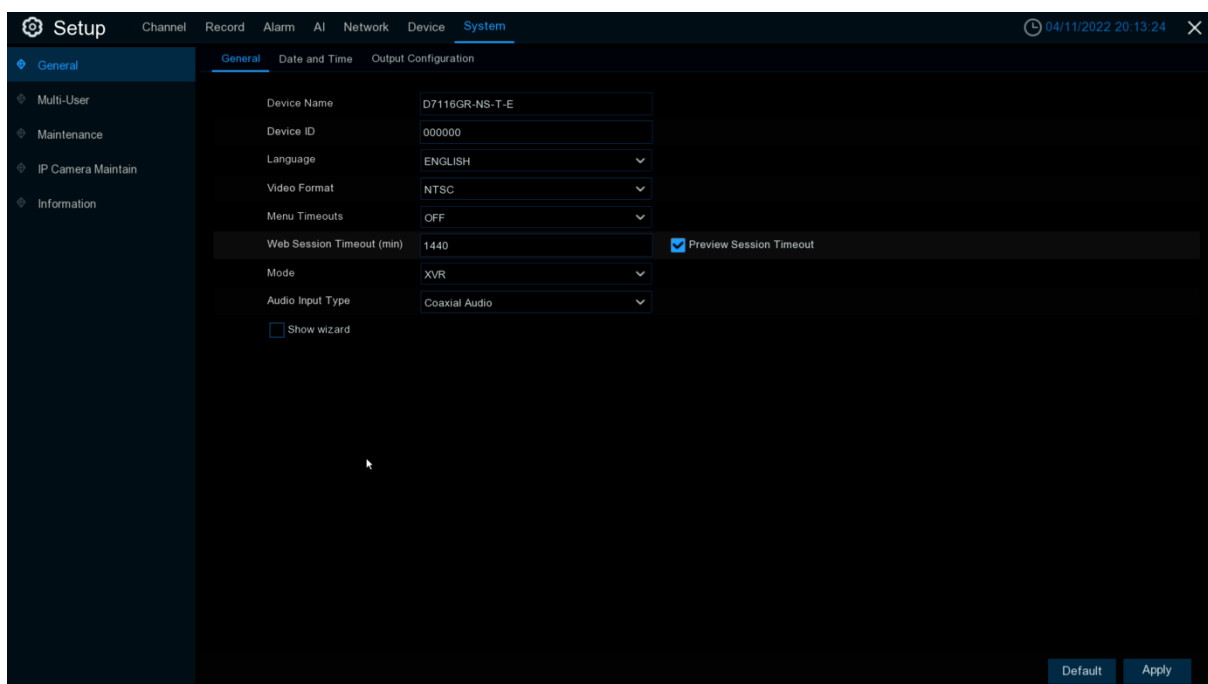 Setup Channel Record Alarm AI Network Device System 04/11/2022 20:13:24
General
Multi-User
Maintenance
IP Camera Maintain
Information
General Date and Time Output Configuration
Device Name D7116GR-NS-T-E
Device ID 000000
Language ENGLISH
Video Format NTSC
Menu Timeouts OFF
Web Session Timeout (min) 1440 Preview Session Timeout
Mode XVR
Audio Input Type Coaxial Audio
Show wizard
Default Apply